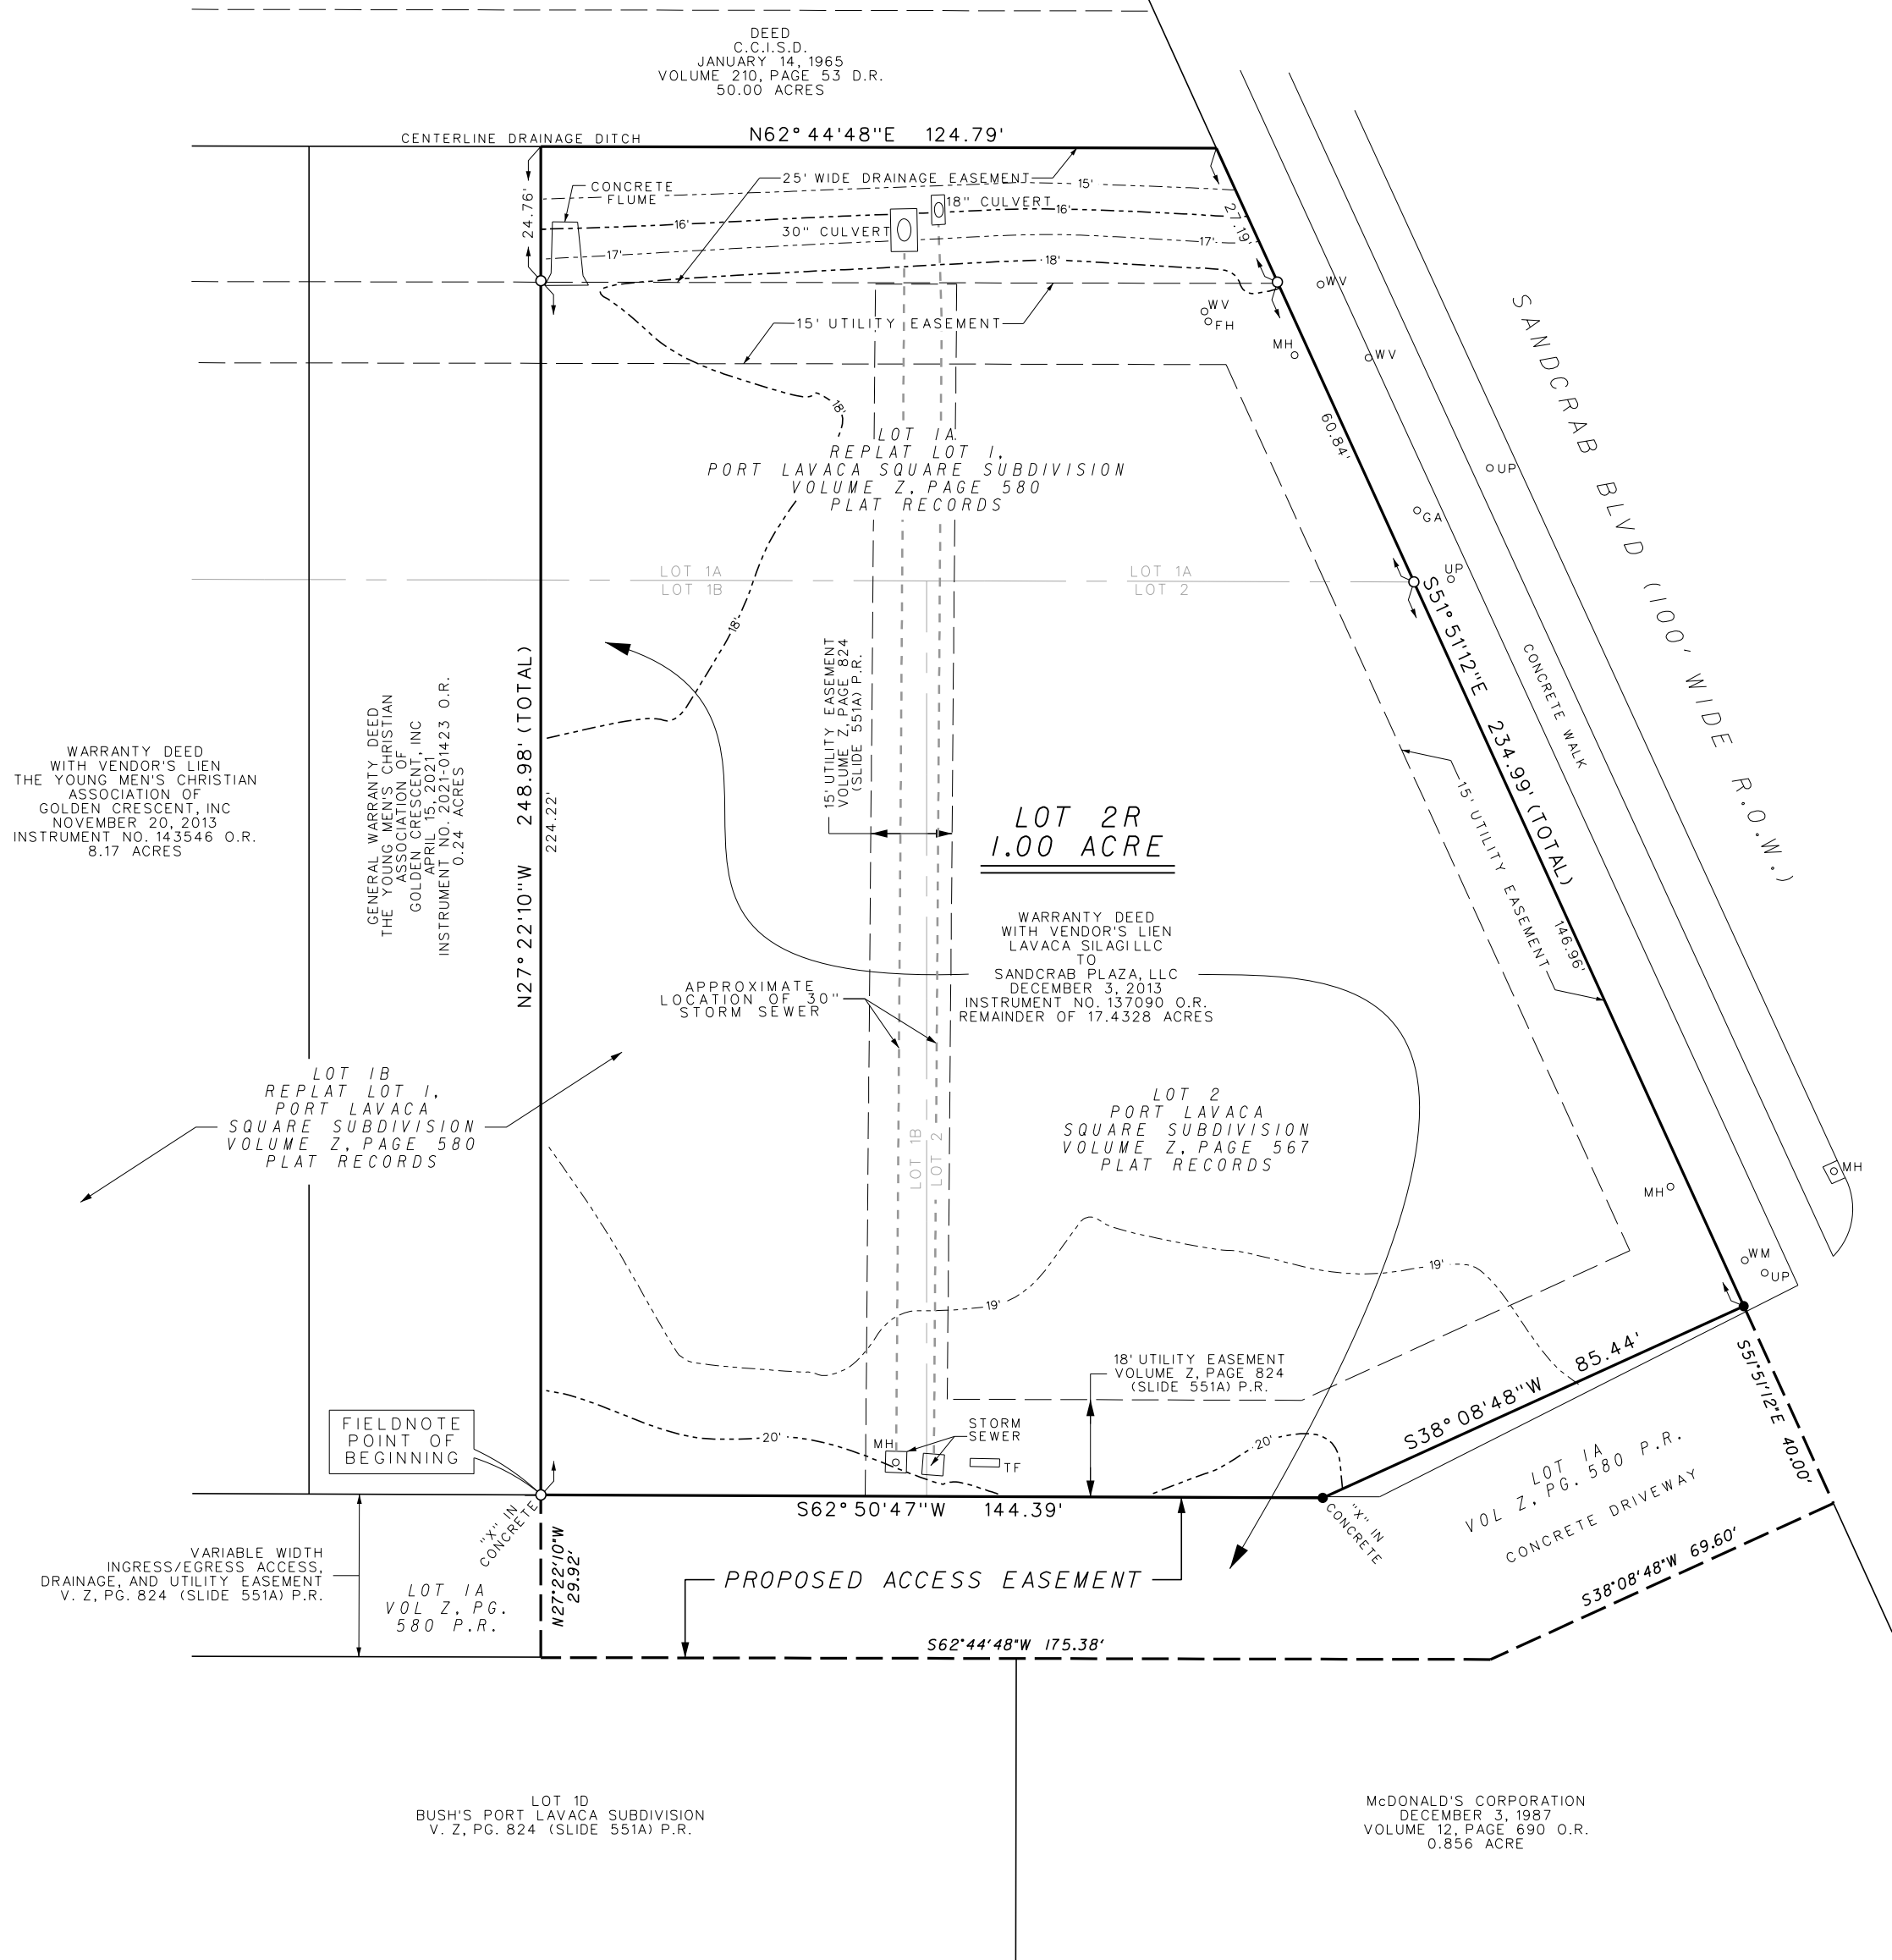 DEED
C.C.I.S.D.
JANUARY 14, 1965
VOLUME 210, PAGE 53 D.R.
50.00 ACRES
CENTERLINE DRAINAGE DITCH
N62°44'48"E 124.79'
24.76'
CONCRETE
FLUME
25' WIDE DRAINAGE EASEMENT
15'
18" CULVERT
16'
16'
30" CULVERT
17'
17'
18'
27.19'
WV
WV
FH
15' UTILITY EASEMENT
MH
WV
18'
60.84'
LOT 1A
REPLAT LOT 1,
PORT LAVACA SQUARE SUBDIVISION
VOLUME Z, PAGE 580
PLAT RECORDS
SANDCRAB BLVD (100' WIDE R.O.W.)
UP
GA
UP
LOT 1A
LOT 1B
LOT 1A
LOT 2
18'
S51°51'12"E 234.99' (TOTAL)
CONCRETE WALK
15' UTILITY EASEMENT
146.96'
15' UTILITY EASEMENT
VOLUME Z, PAGE 824
(SLIDE 551A) P.R.
N27°22'10"W 248.98' (TOTAL)
224.22'
GENERAL WARRANTY DEED
THE YOUNG MEN'S CHRISTIAN
ASSOCIATION OF
GOLDEN CRESCENT, INC
APRIL 15, 2021
INSTRUMENT NO. 2021-01423 O.R.
0.24 ACRES
WARRANTY DEED
WITH VENDOR'S LIEN
THE YOUNG MEN'S CHRISTIAN
ASSOCIATION OF
GOLDEN CRESCENT, INC
NOVEMBER 20, 2013
INSTRUMENT NO. 143546 O.R.
8.17 ACRES
LOT 2R
1.00 ACRE
WARRANTY DEED
WITH VENDOR'S LIEN
LAVACA SILAGI LLC
TO
SANDCRAB PLAZA, LLC
DECEMBER 3, 2013
INSTRUMENT NO. 137090 O.R.
REMAINDER OF 17.4328 ACRES
APPROXIMATE
LOCATION OF 30"
STORM SEWER
LOT 1B
REPLAT LOT 1,
PORT LAVACA
SQUARE SUBDIVISION
VOLUME Z, PAGE 580
PLAT RECORDS
LOT 2
PORT LAVACA
SQUARE SUBDIVISION
VOLUME Z, PAGE 567
PLAT RECORDS
LOT 1B
LOT 2
MH
MH
WM
UP
19'
19'
18' UTILITY EASEMENT
VOLUME Z, PAGE 824
(SLIDE 551A) P.R.
S38°08'48"W 85.44'
S51°51'12"E 40.00'
FIELDNOTE
POINT OF
BEGINNING
20'
MH
STORM
SEWER
TF
20'
S62°50'47"W 144.39'
"X" IN
CONCRETE
"X" IN
CONCRETE
LOT 1A
VOL Z, PG. 580 P.R.
CONCRETE DRIVEWAY
S38°08'48"W 69.60'
VARIABLE WIDTH
INGRESS/EGRESS ACCESS,
DRAINAGE, AND UTILITY EASEMENT
V. Z, PG. 824 (SLIDE 551A) P.R.
LOT 1A
VOL Z, PG.
580 P.R.
N27°22'10"W
29.92'
PROPOSED ACCESS EASEMENT
S62°44'48"W 175.38'
LOT 1D
BUSH'S PORT LAVACA SUBDIVISION
V. Z, PG. 824 (SLIDE 551A) P.R.
McDONALD'S CORPORATION
DECEMBER 3, 1987
VOLUME 12, PAGE 690 O.R.
0.856 ACRE